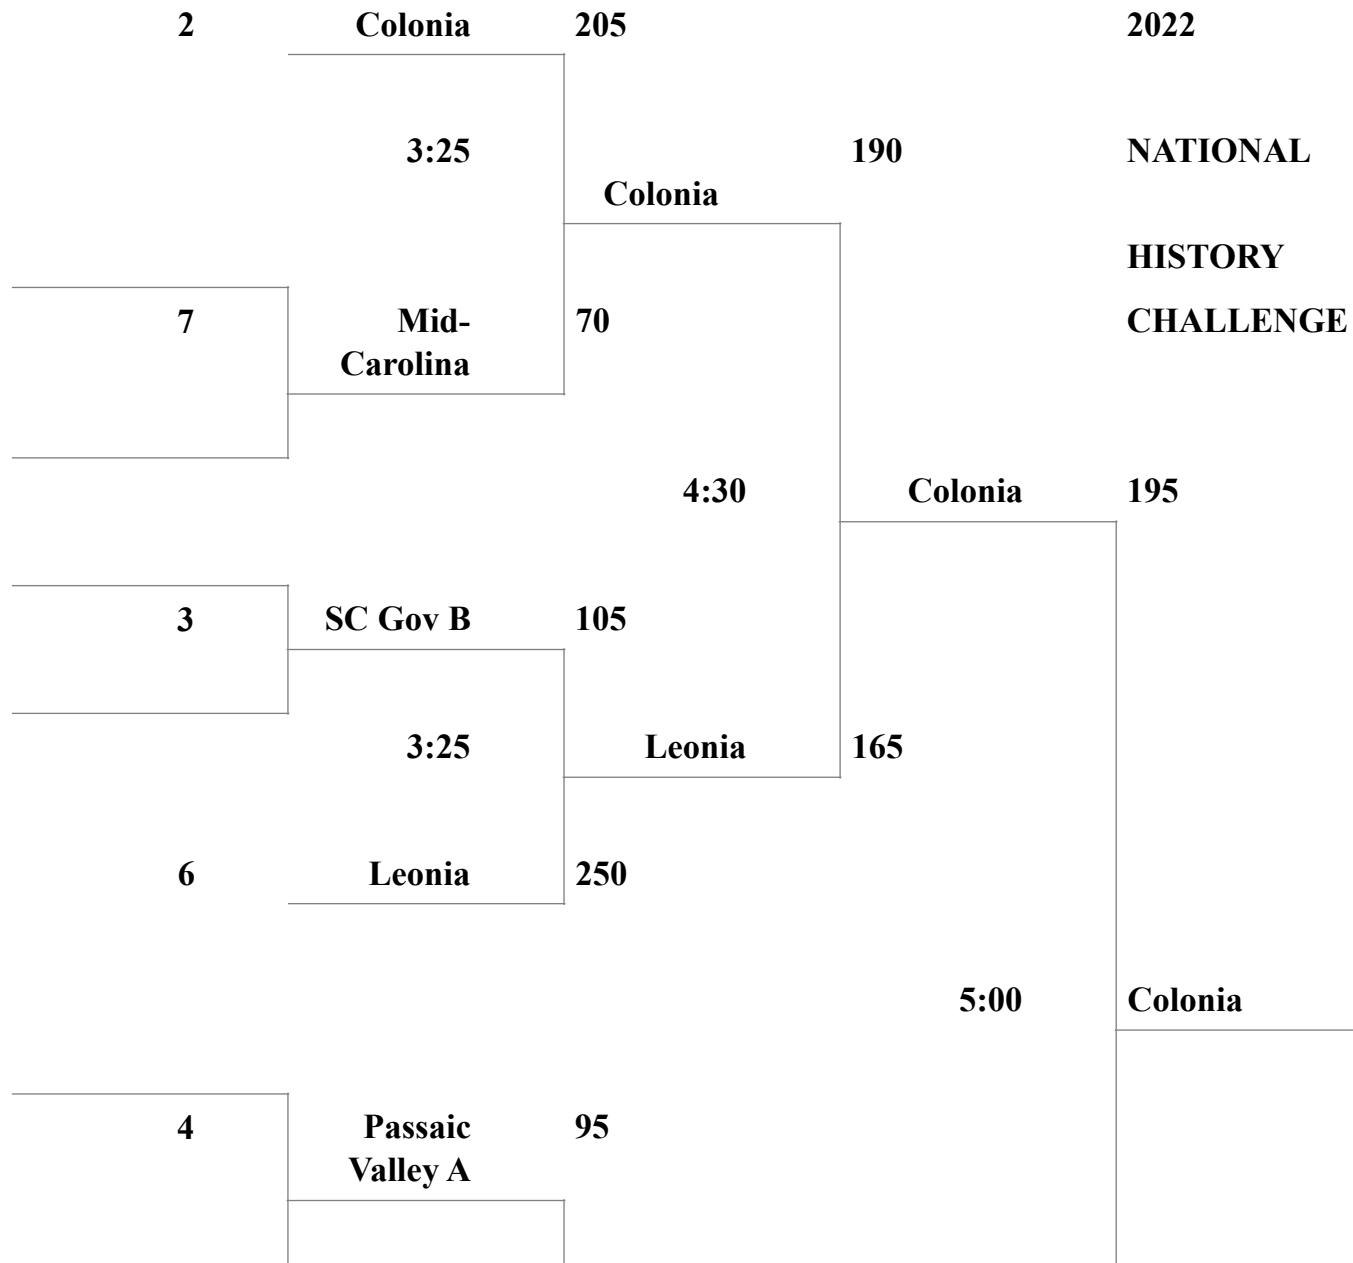 2 Colonia 205 2022
3:25 190 NATIONAL
Colonia
HISTORY
7 Mid- 70 CHALLENGE
Carolina
4:30 Colonia 195
3 SC Gov B 105
3:25 Leonia 165
6 Leonia 250
5:00 Colonia
4 Passaic 95
Valley A